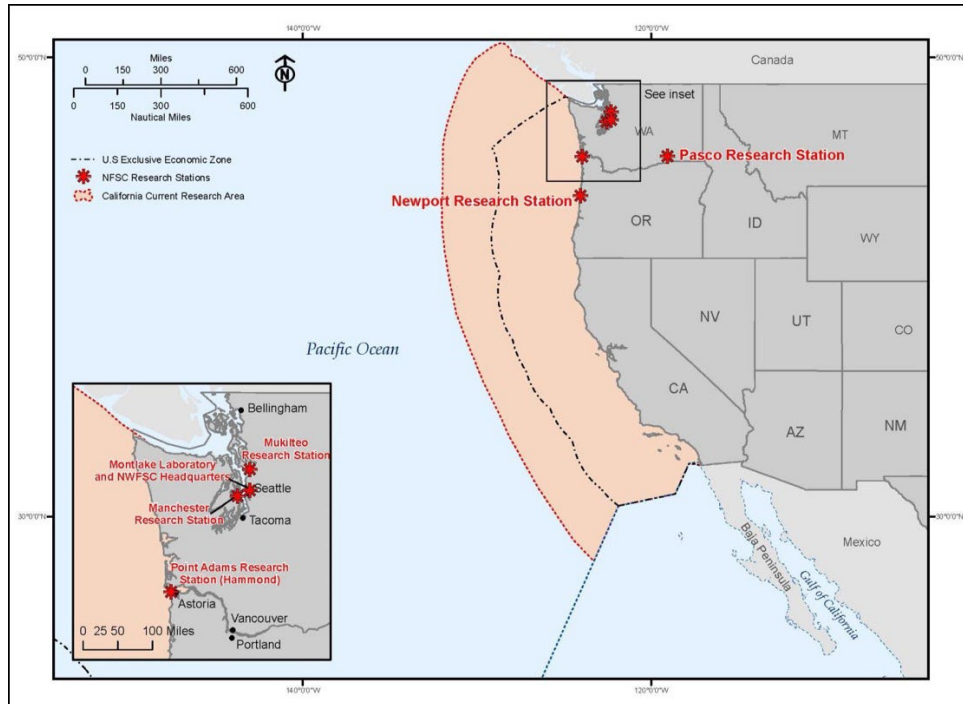 140°0'0"W
120°0'0"W
50°0'0"N
50°0'0"N
Miles
0 150 300 600
0 150 300 600
Nautical Miles
N
U.S Exclusive Economic Zone
NFSC Research Stations
California Current Research Area
Canada
See inset
WA
MT
Pasco Research Station
Newport Research Station
OR
ID
WY
NV
UT
CO
Pacific Ocean
CA
AZ
NM
30°0'0"N
30°0'0"N
Baja Peninsula
Gulf of California
Mexico
Bellingham
Mukilteo
Research Station
Montlake Laboratory
and NWFSC Headquarters
Seattle
Manchester
Research Station
Tacoma
Point Adams Research
Station (Hammond)
Astoria
Vancouver
Portland
0 25 50 100 Miles
140°0'0"W
120°0'0"W